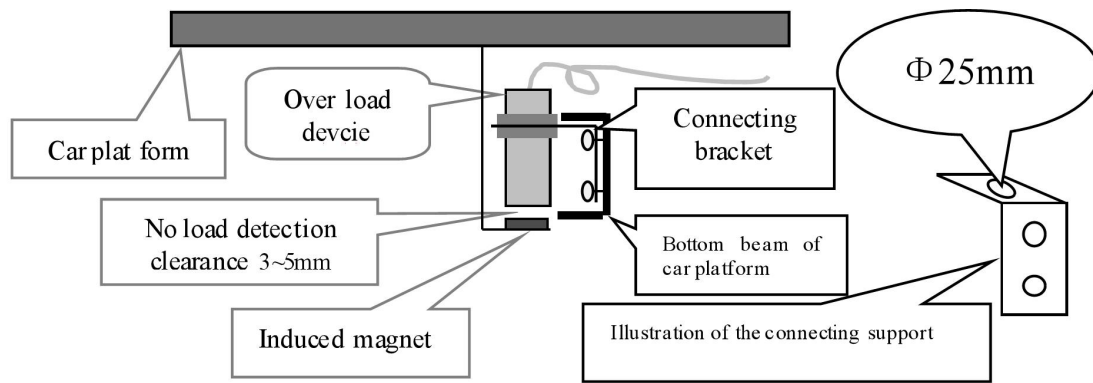 Car plat form
Over load
devcie
Connecting
bracket
Φ25mm
No load detection
clearance 3~5mm
Bottom beam of
car platform
Induced magnet
Illustration of the connecting support